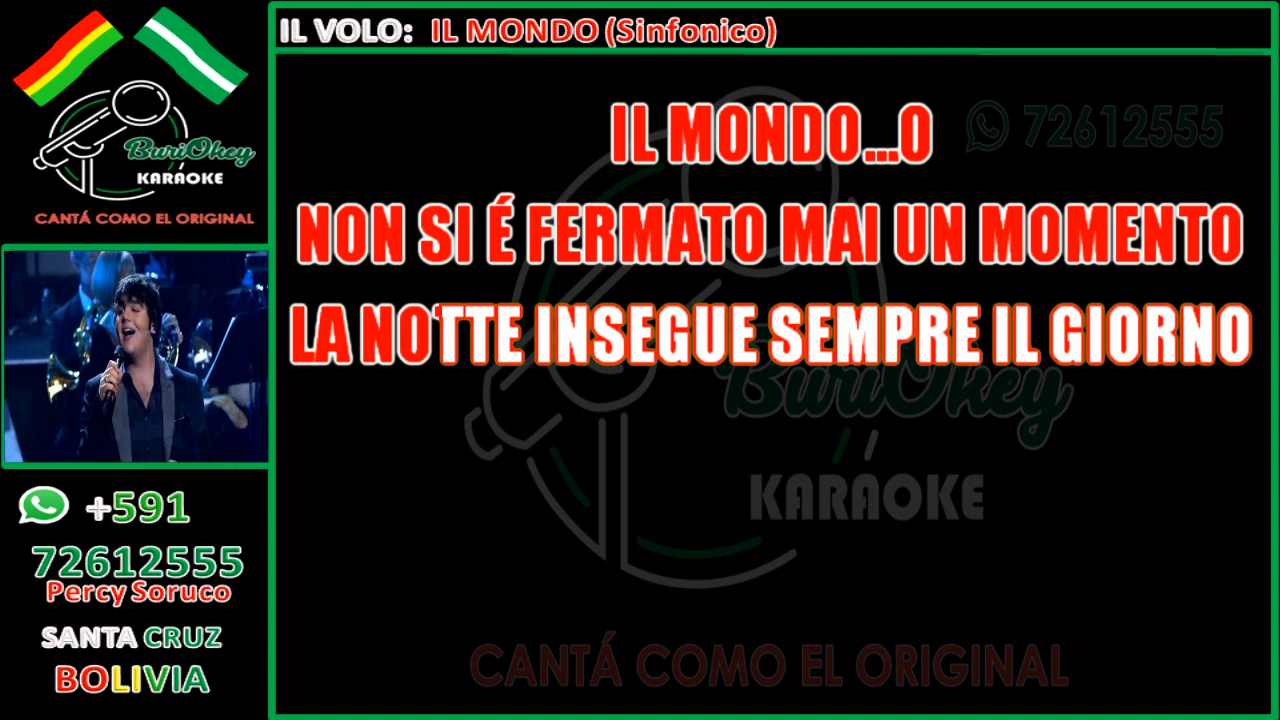 IL VOLO: IL MONDO (Sinfonico)
BuriOkey
KARAOKE
CANTÁ COMO EL ORIGINAL
+591
72612555
Percy Soruco
SANTA CRUZ
BOLIVIA
72612555
IL MONDO...O
NON SI É FERMATO MAI UN MOMENTO
LA NOTTE INSEGUE SEMPRE IL GIORNO
BuriOkey
KARAOKE
CANTÁ COMO EL ORIGINAL